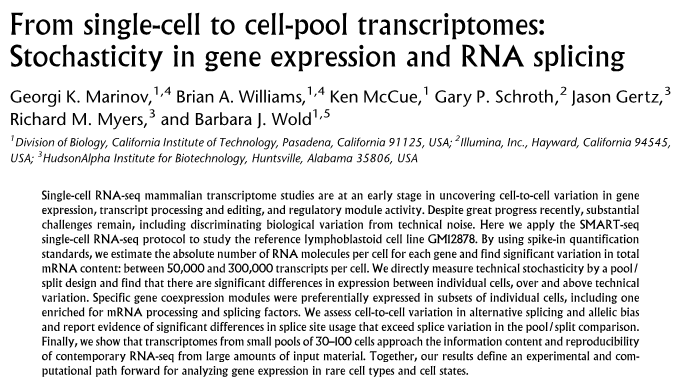 From single-cell to cell-pool transcriptomes:
Stochasticity in gene expression and RNA splicing
Georgi K. Marinov,1,4 Brian A. Williams,1,4 Ken McCue,1 Gary P. Schroth,2 Jason Gertz,3
Richard M. Myers,3 and Barbara J. Wold1,5
1Division of Biology, California Institute of Technology, Pasadena, California 91125, USA; 2Illumina, Inc., Hayward, California 94545,
USA; 3HudsonAlpha Institute for Biotechnology, Huntsville, Alabama 35806, USA
Single-cell RNA-seq mammalian transcriptome studies are at an early stage in uncovering cell-to-cell variation in gene
expression, transcript processing and editing, and regulatory module activity. Despite great progress recently, substantial
challenges remain, including discriminating biological variation from technical noise. Here we apply the SMART-seq
single-cell RNA-seq protocol to study the reference lymphoblastoid cell line GM12878. By using spike-in quantification
standards, we estimate the absolute number of RNA molecules per cell for each gene and find significant variation in total
mRNA content: between 50,000 and 300,000 transcripts per cell. We directly measure technical stochasticity by a pool/
split design and find that there are significant differences in expression between individual cells, over and above technical
variation. Specific gene coexpression modules were preferentially expressed in subsets of individual cells, including one
enriched for mRNA processing and splicing factors. We assess cell-to-cell variation in alternative splicing and allelic bias
and report evidence of significant differences in splice site usage that exceed splice variation in the pool/split comparison.
Finally, we show that transcriptomes from small pools of 30–100 cells approach the information content and reproducibility
of contemporary RNA-seq from large amounts of input material. Together, our results define an experimental and com-
putational path forward for analyzing gene expression in rare cell types and cell states.